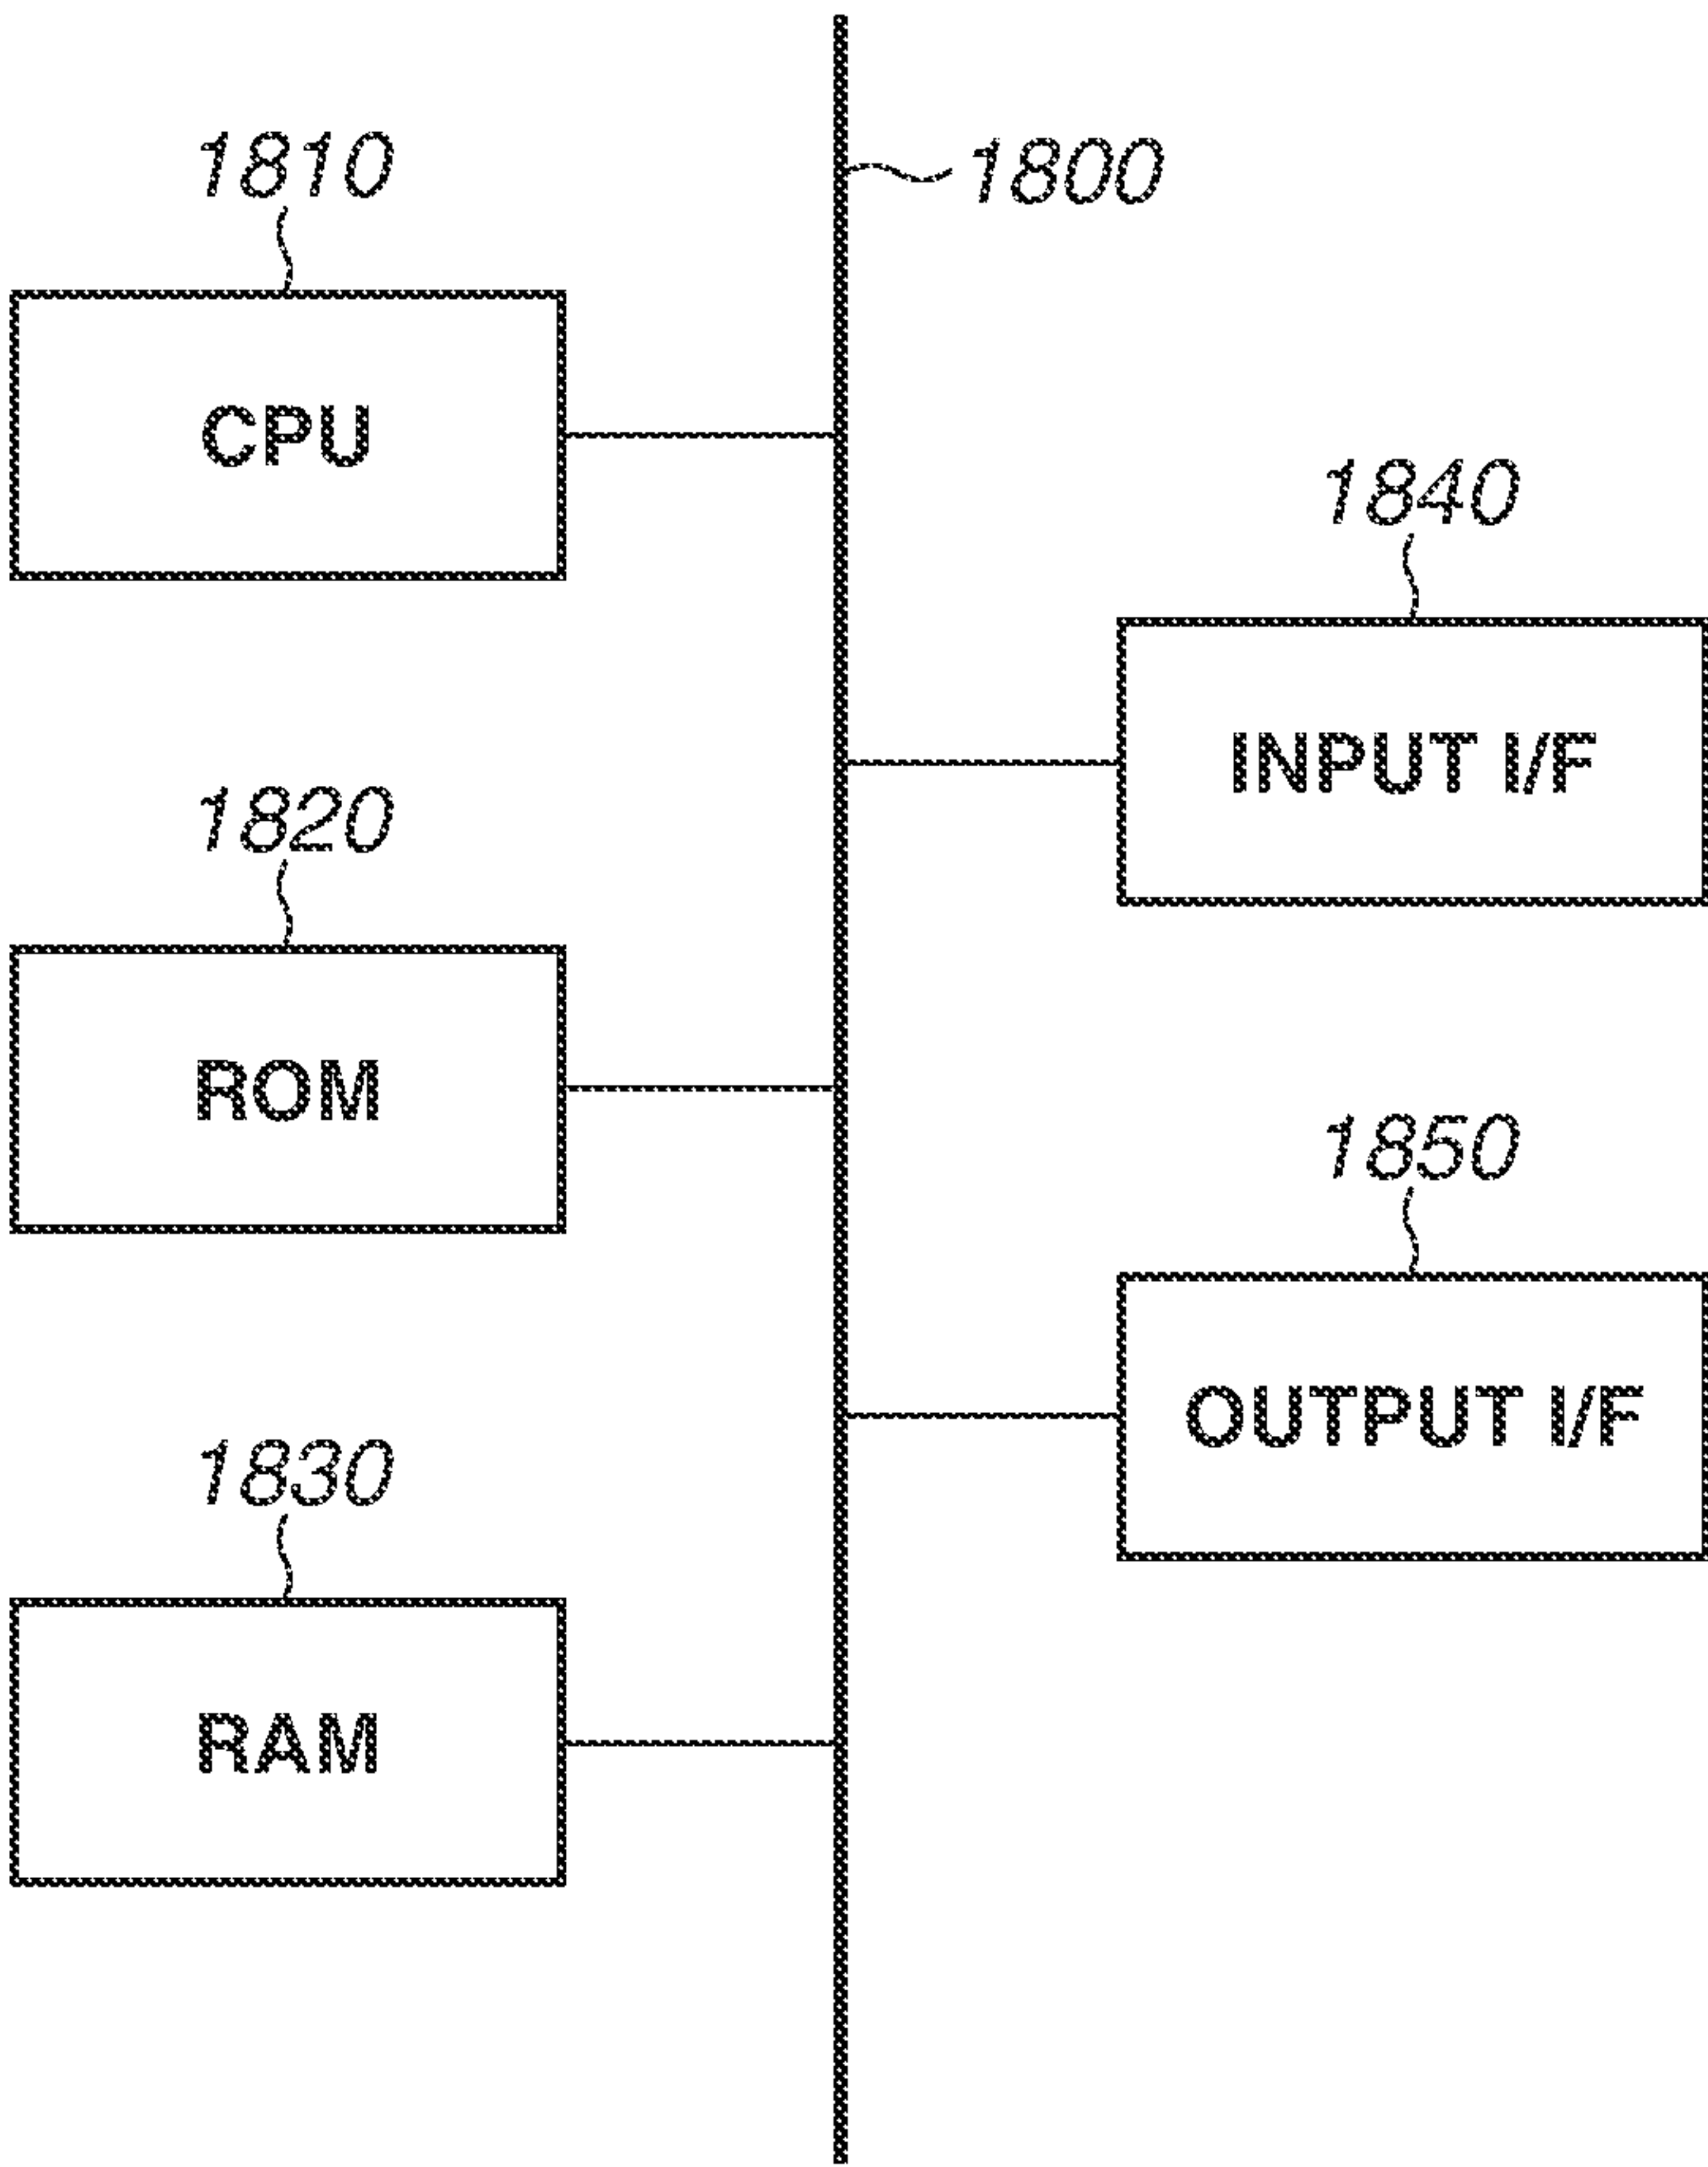 1810
1800
CPU
1840
INPUT I/F
1820
ROM
1850
OUTPUT I/F
1830
RAM